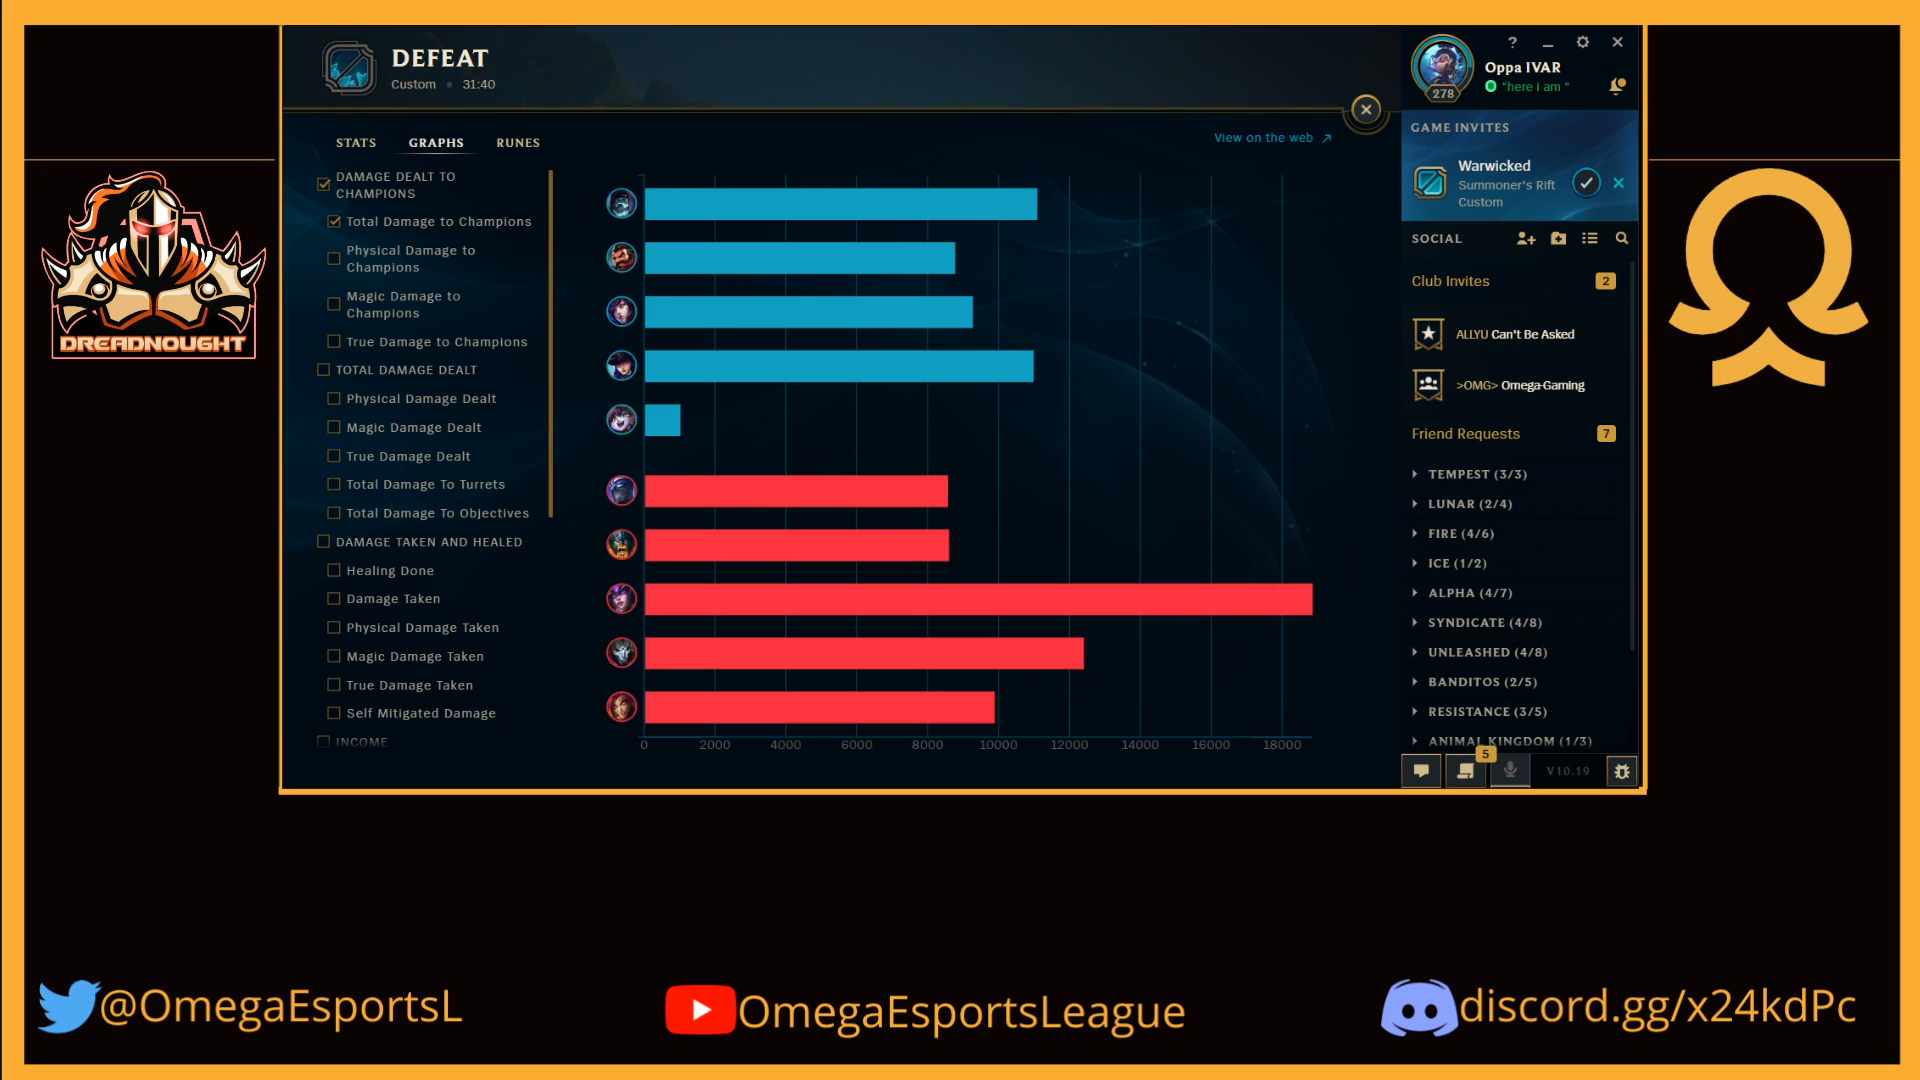 DEFEAT
Custom • 31:40
STATS GRAPHS RUNES
View on the web
DAMAGE DEALT TO
CHAMPIONS
Total Damage to Champions
Physical Damage to
Champions
Magic Damage to
Champions
True Damage to Champions
TOTAL DAMAGE DEALT
Physical Damage Dealt
Magic Damage Dealt
True Damage Dealt
Total Damage To Turrets
Total Damage To Objectives
DAMAGE TAKEN AND HEALED
Healing Done
Damage Taken
Physical Damage Taken
Magic Damage Taken
True Damage Taken
Self Mitigated Damage
INCOME
0 2000 4000 6000 8000 10000 12000 14000 16000 18000
?
Oppa IVAR
278
"here i am "
GAME INVITES
Warwicked
Summoner's Rift
Custom
SOCIAL
Club Invites 2
ALLYU Can't Be Asked
>OMG> Omega-Gaming
Friend Requests 7
TEMPEST (3/3)
LUNAR (2/4)
FIRE (4/6)
ICE (1/2)
ALPHA (4/7)
SYNDICATE (4/8)
UNLEASHED (4/8)
BANDITOS (2/5)
RESISTANCE (3/5)
ANIMAL KINGDOM (1/3)
5
V10.19
DREADNOUGHT
@OmegaEsportsL
OmegaEsportsLeague
discord.gg/x24kdPc